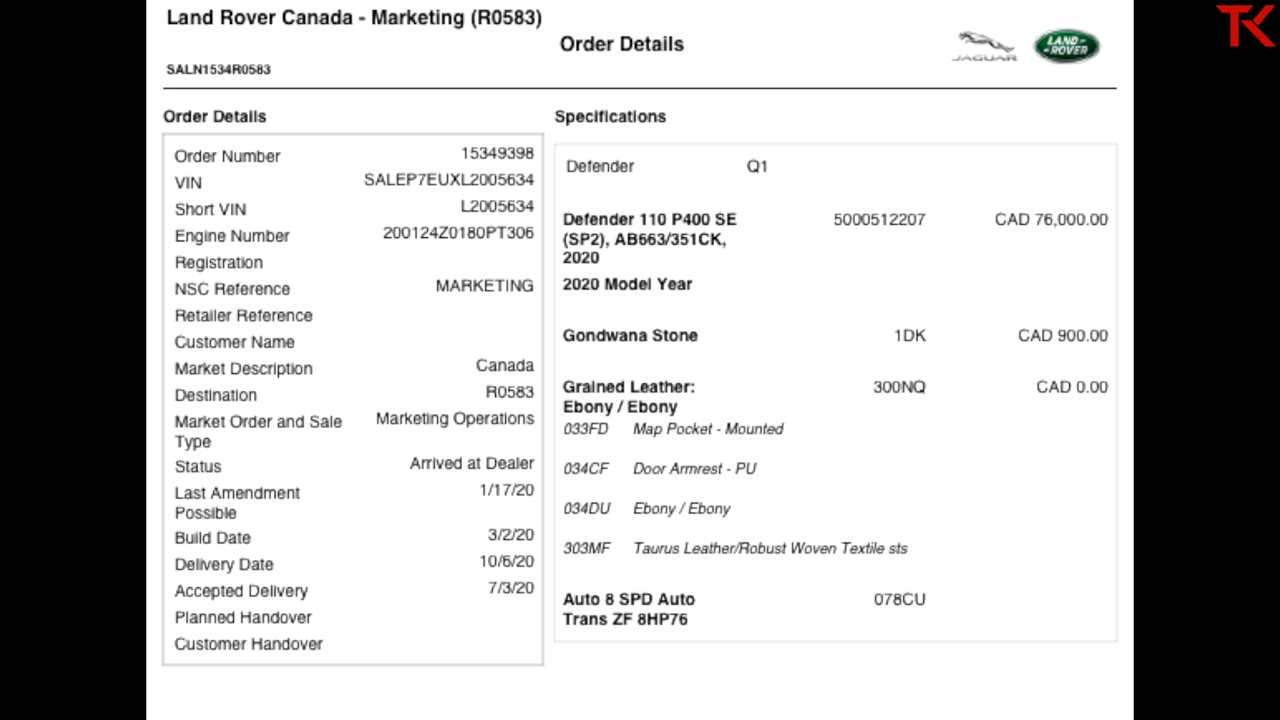 Land Rover Canada - Marketing (R0583)
Order Details
SALN1534R0583
JAGUAR
LAND-
-ROVER
TK
Order Details
Order Number 15349398
VIN SALEP7EUXL2005634
Short VIN L2005634
Engine Number 200124Z0180PT306
Registration
NSC Reference MARKETING
Retailer Reference
Customer Name
Market Description Canada
Destination R0583
Market Order and Sale Marketing Operations
Type
Status Arrived at Dealer
Last Amendment 1/17/20
Possible
Build Date 3/2/20
Delivery Date 10/6/20
Accepted Delivery 7/3/20
Planned Handover
Customer Handover
Specifications
Defender Q1
Defender 110 P400 SE 5000512207 CAD 76,000.00
(SP2), AB663/351CK,
2020
2020 Model Year
Gondwana Stone 1DK CAD 900.00
Grained Leather: 300NQ CAD 0.00
Ebony / Ebony
033FD Map Pocket - Mounted
034CF Door Armrest - PU
034DU Ebony / Ebony
303MF Taurus Leather/Robust Woven Textile sts
Auto 8 SPD Auto 078CU
Trans ZF 8HP76